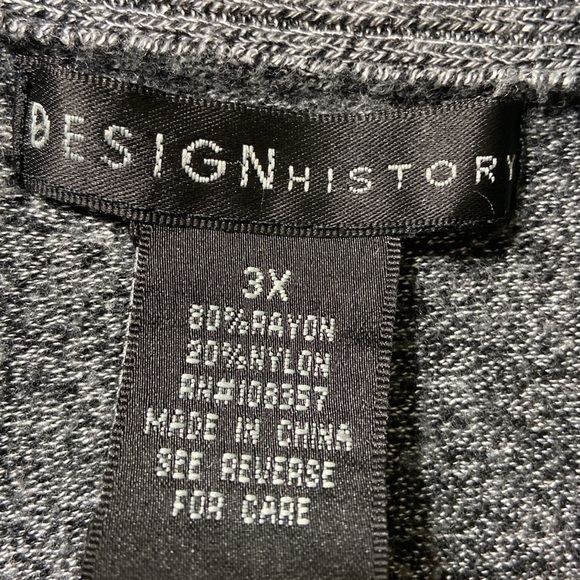 DESIGN HISTORY
3X
80% RAYON
20% NYLON
RN#108357
MADE IN CHINA
SEE REVERSE
FOR CARE